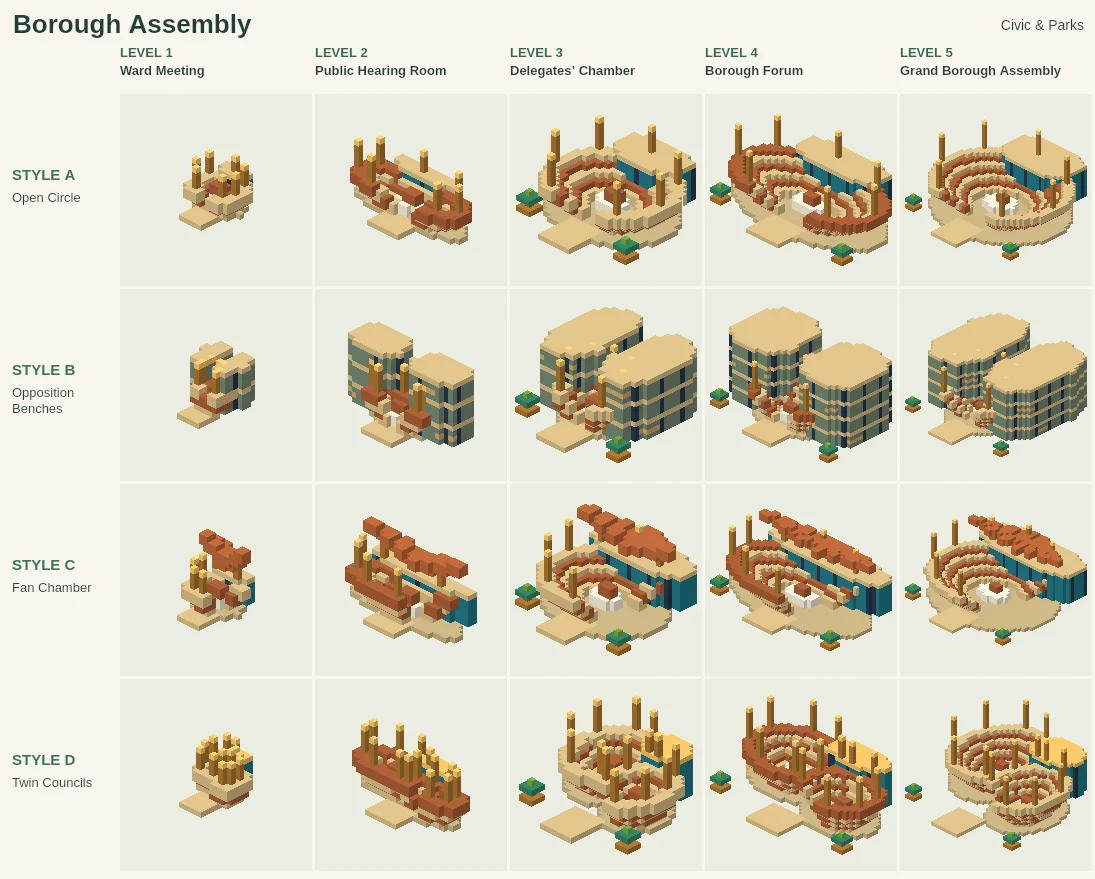 Borough Assembly
Civic & Parks
LEVEL 1
Ward Meeting
LEVEL 2
Public Hearing Room
LEVEL 3
Delegates' Chamber
LEVEL 4
Borough Forum
LEVEL 5
Grand Borough Assembly
STYLE A
Open Circle
STYLE B
Opposition
Benches
STYLE C
Fan Chamber
STYLE D
Twin Councils